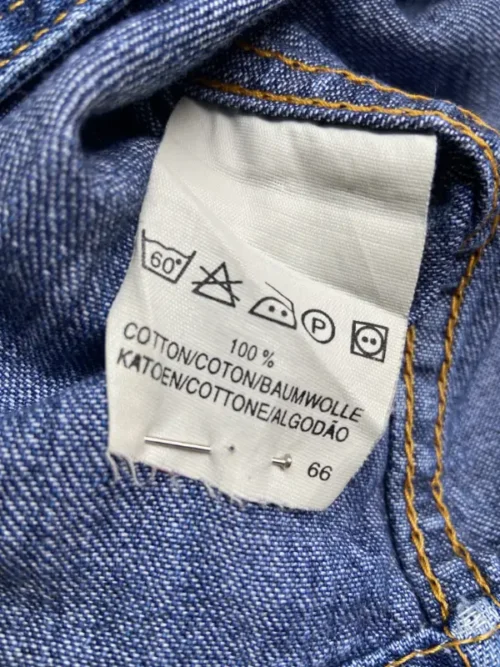 60° P
100 %
COTTON/COTON/BAUMWOLLE
KATOEN/COTTONE/ALGODÃO
66